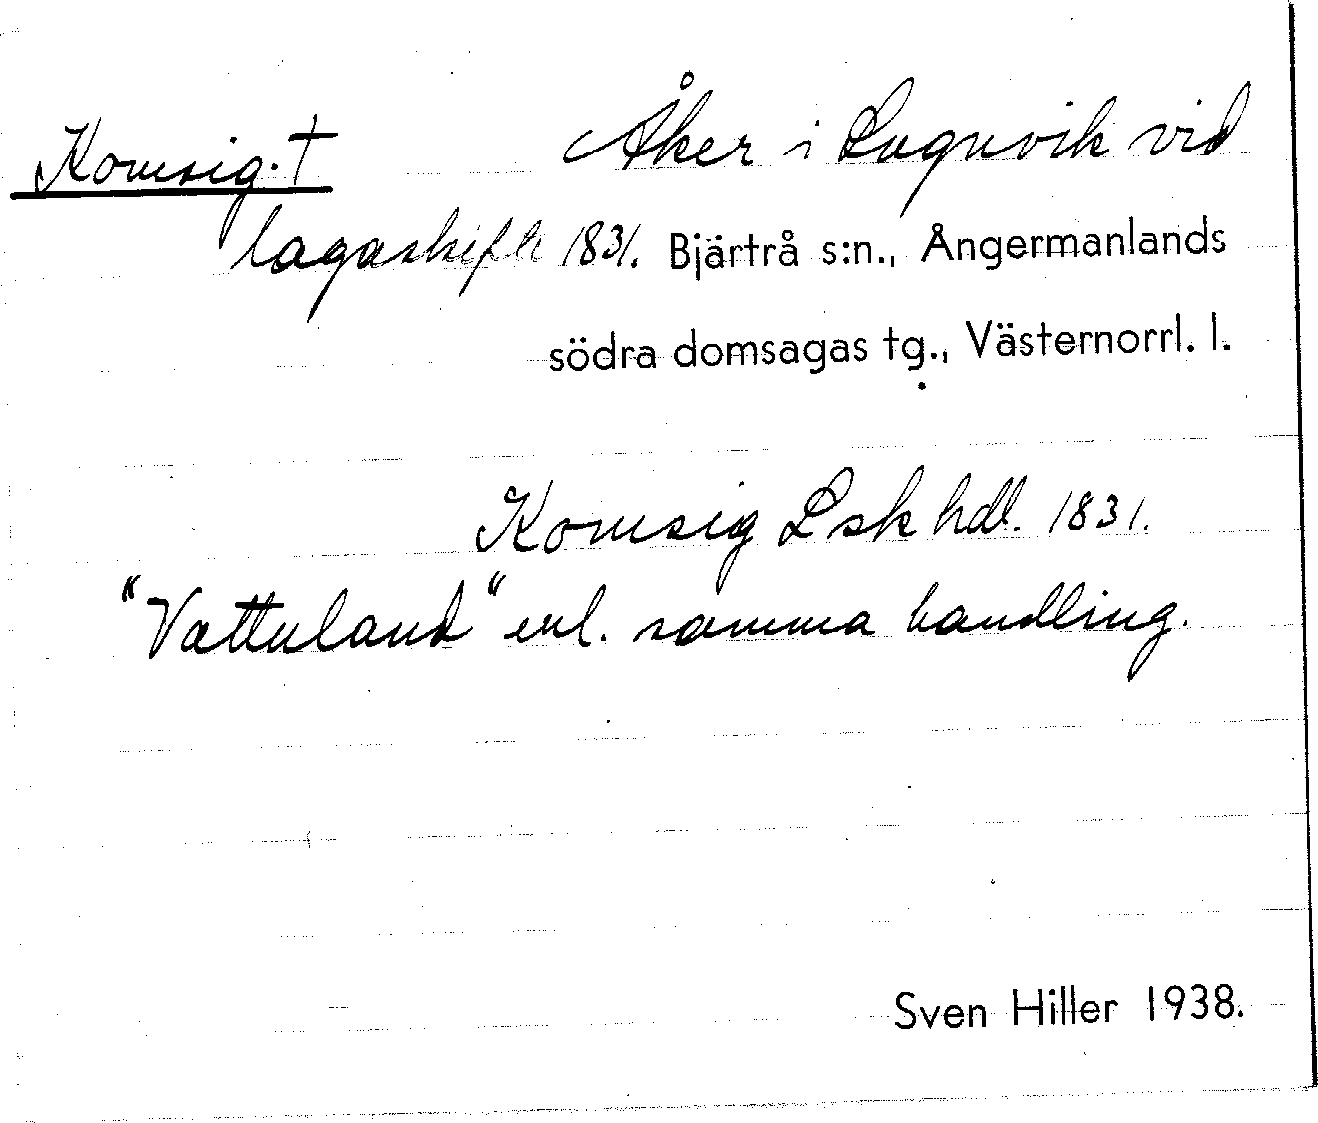 Komsig. † Åker i Lugnvik vid
lagaskifte 1831. Bjärtrå s:n., Ångermanlands
södra domsagas tg., Västernorrl. l.
Komsig Lsk hdl. 1831.
"Vattuland" enl. samma handling.
Sven Hiller 1938.